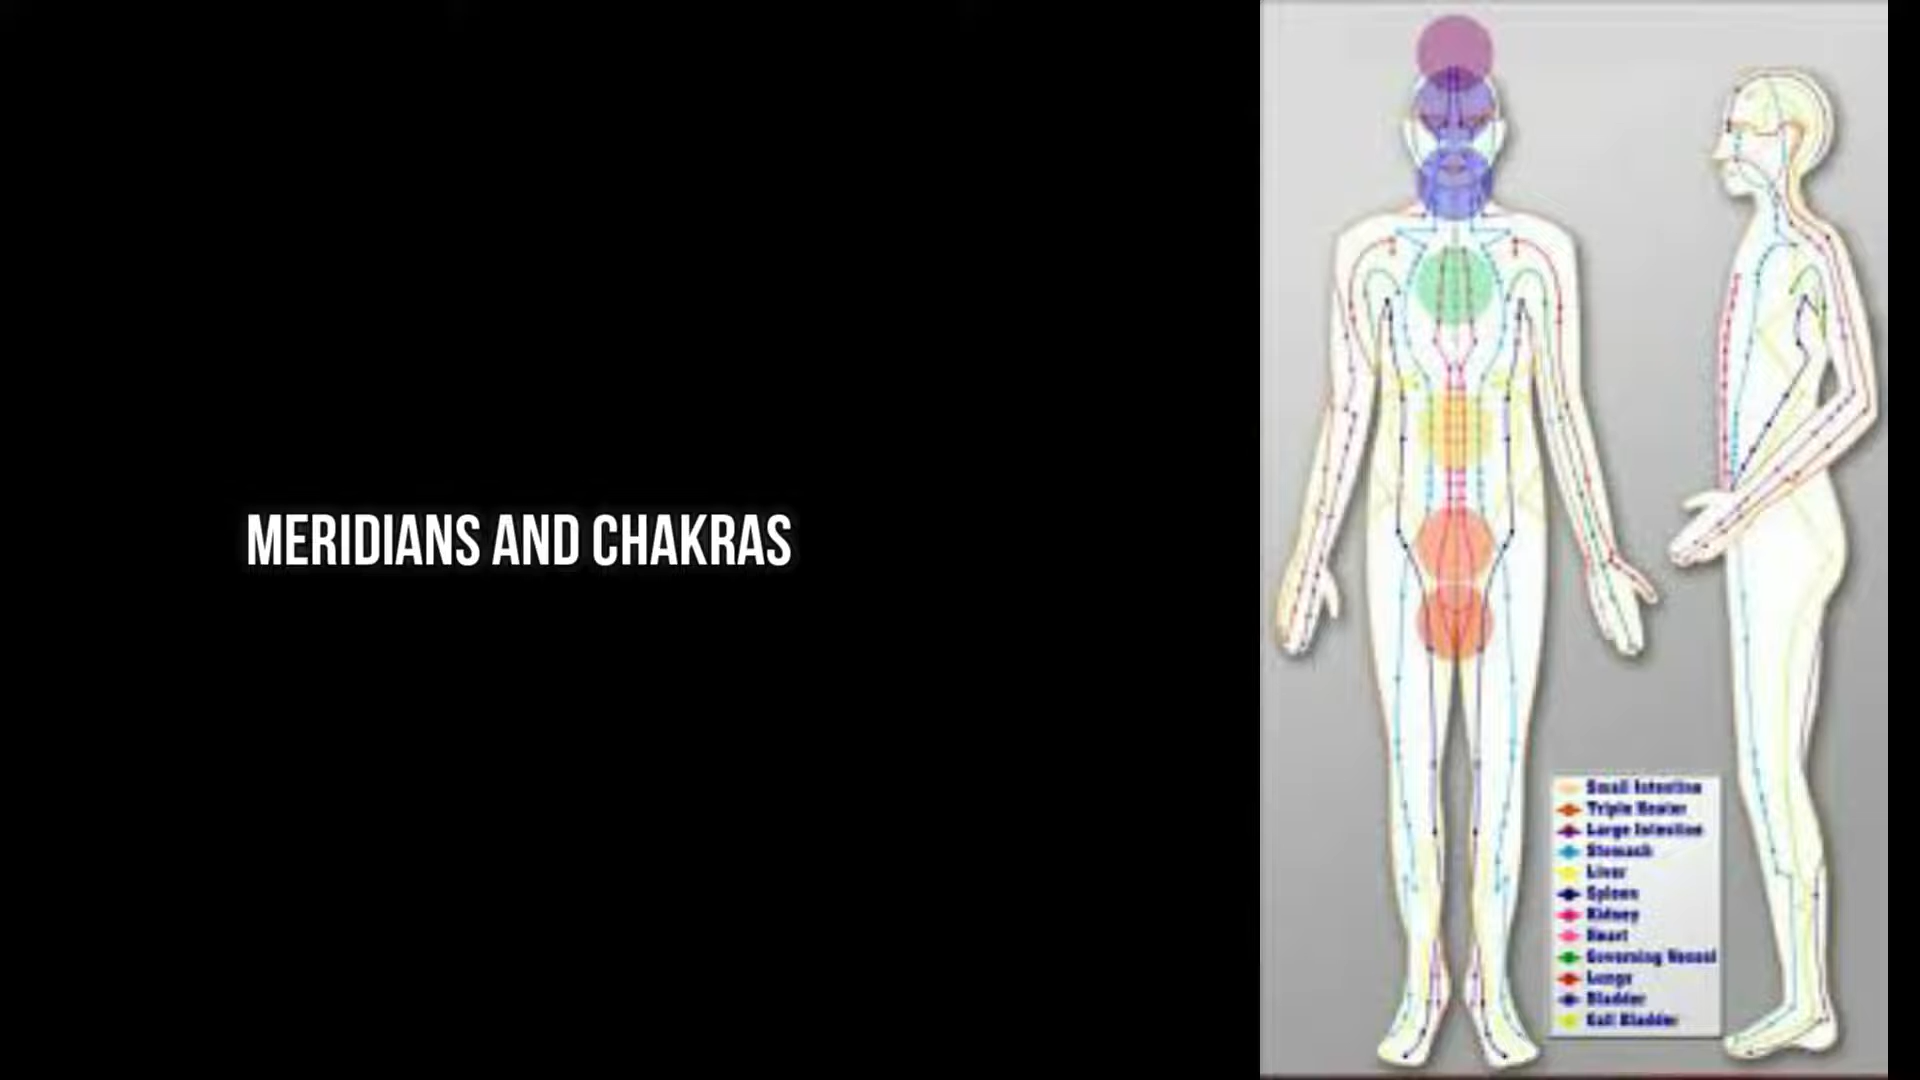 MERIDIANS AND CHAKRAS
Small Intestine
Triple Heater
Large Intestine
Stomach
Liver
Spleen
Kidney
Heart
Governing Vessel
Lungs
Bladder
Gall Bladder